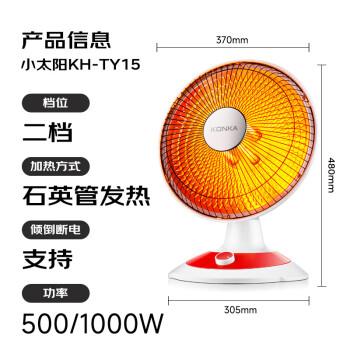 产品信息
小太阳KH-TY15
档位
二档
加热方式
石英管发热
倾倒断电
支持
功率
500/1000W
370mm
KONKA
480mm
305mm